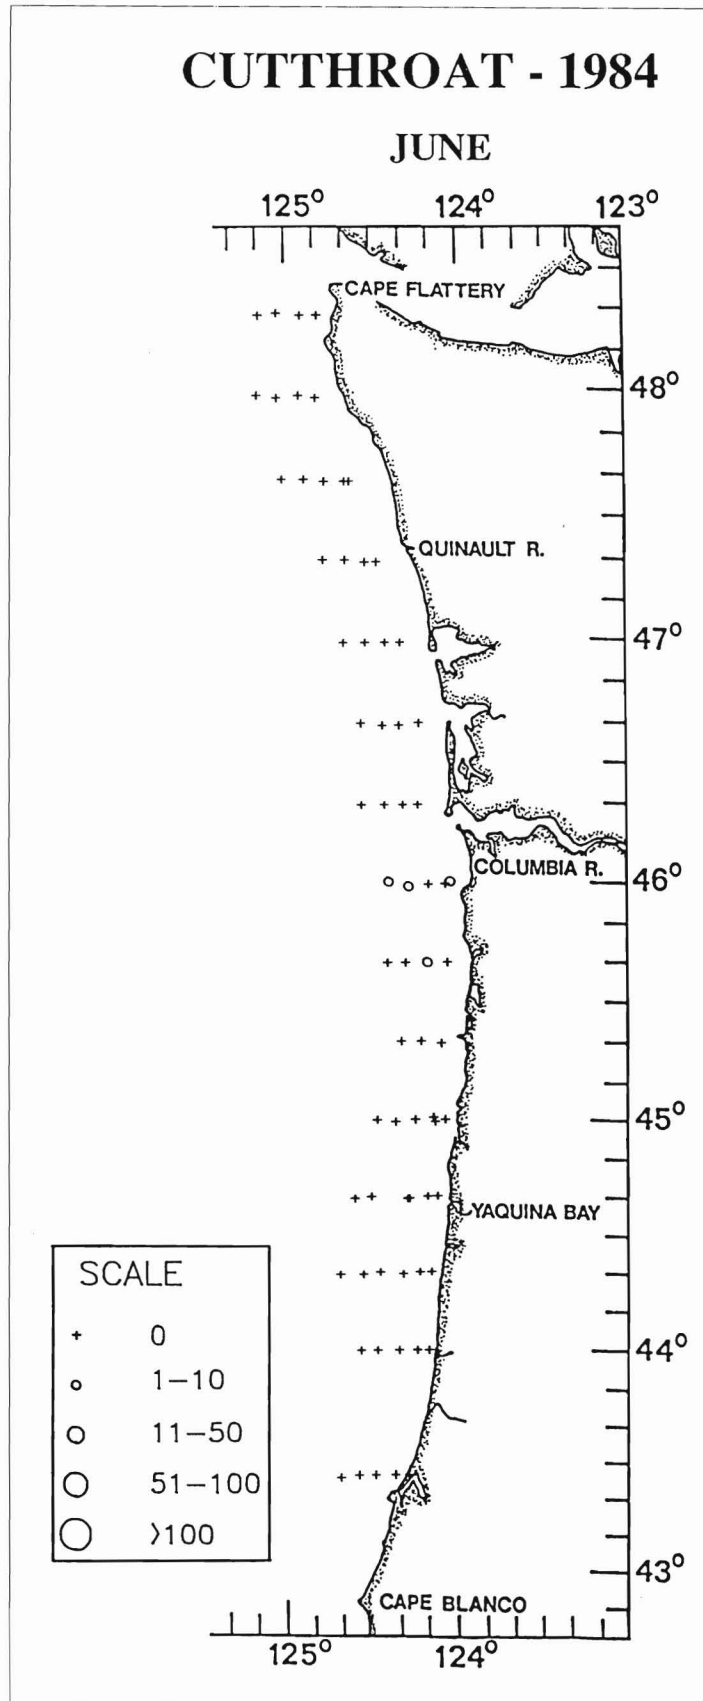 CUTTHROAT - 1984
JUNE
125° 124° 123°
CAPE FLATTERY
48°
QUINAULT R.
47°
COLUMBIA R.
46°
45°
YAQUINA BAY
SCALE
+ 0
1-10
44°
11-50
51-100
>100
43°
CAPE BLANCO
125° 124°